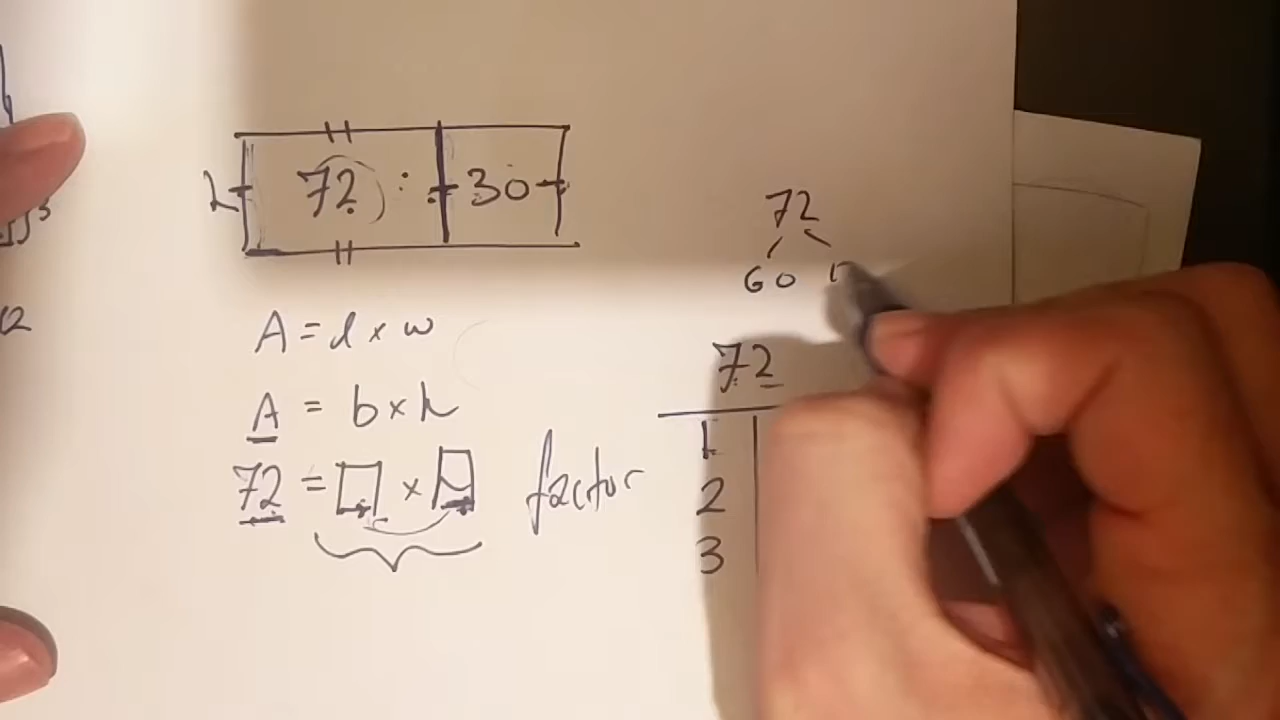 h 72 : 30
A = l x w
A = b x h
72 = □ x □ factor
72
60
72
1
2
3